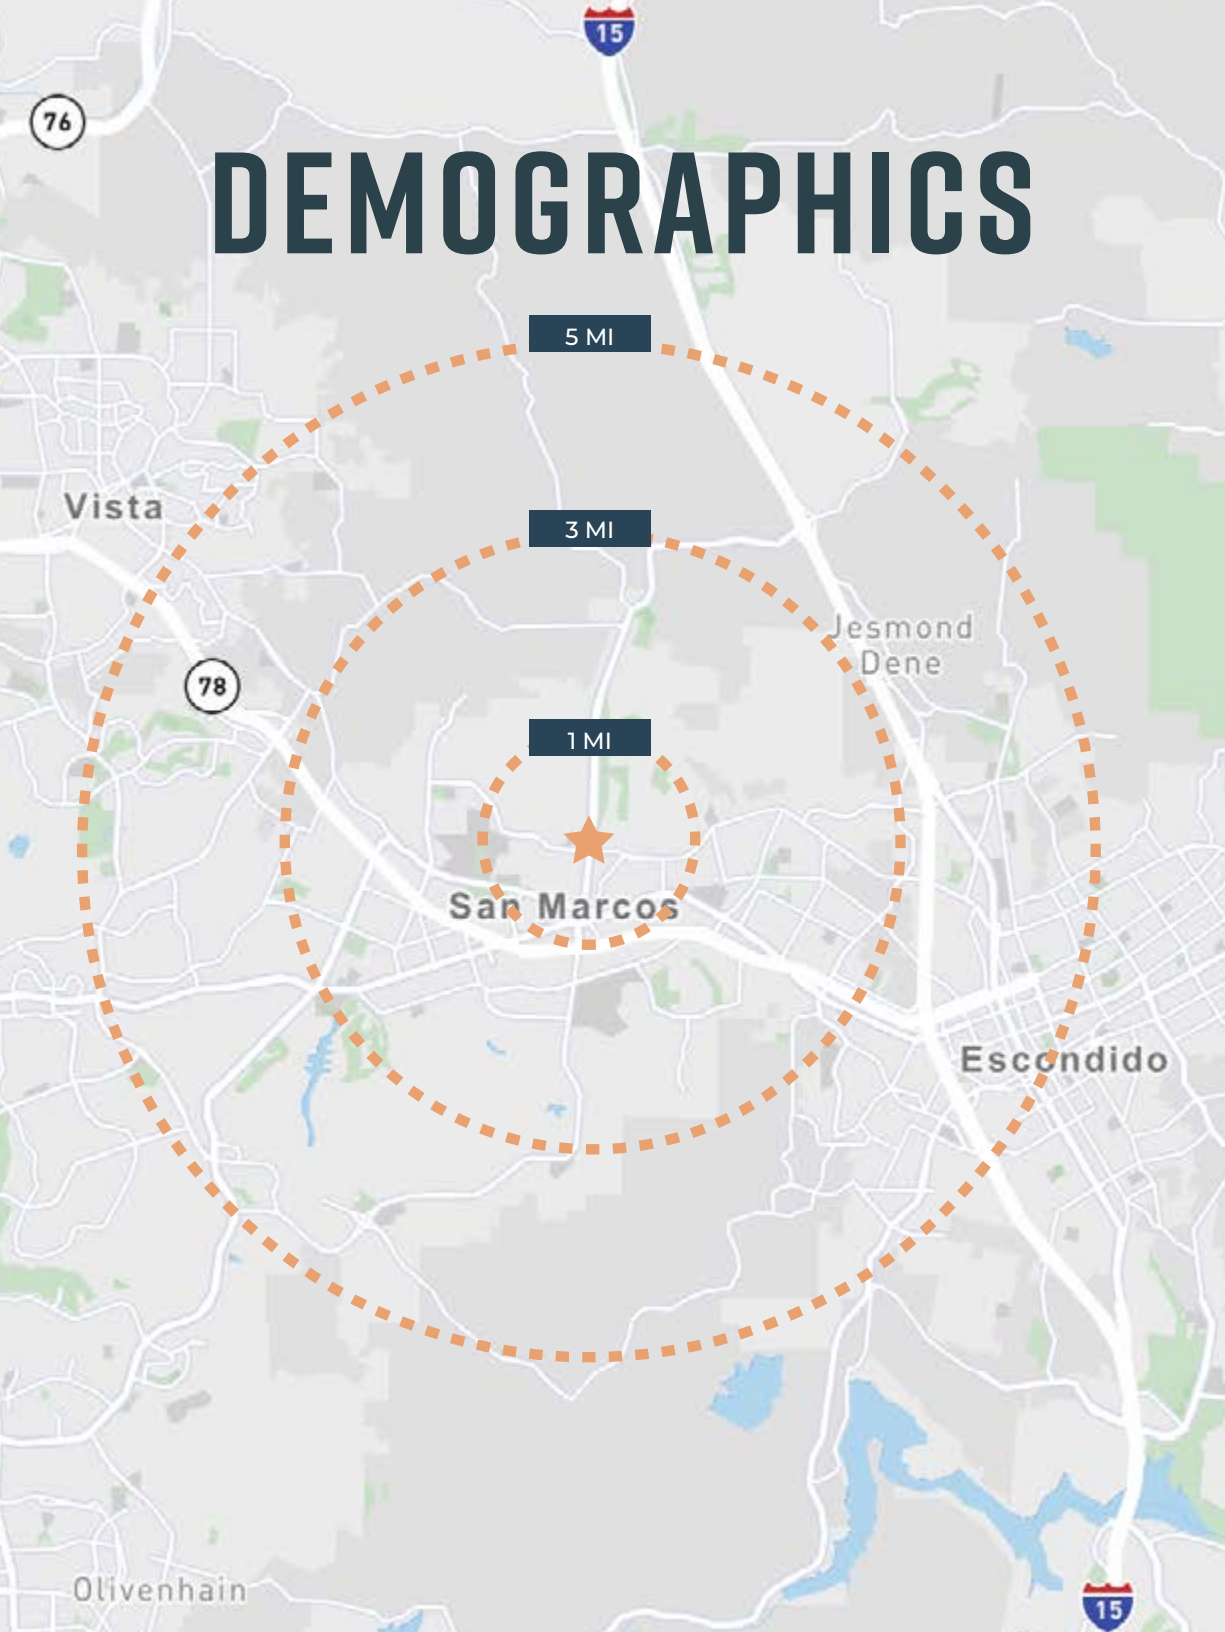 15
76
DEMOGRAPHICS
5 MI
Vista
3 MI
Jesmond
Dene
78
1 MI
San Marcos
Escondido
Olivenhain
15